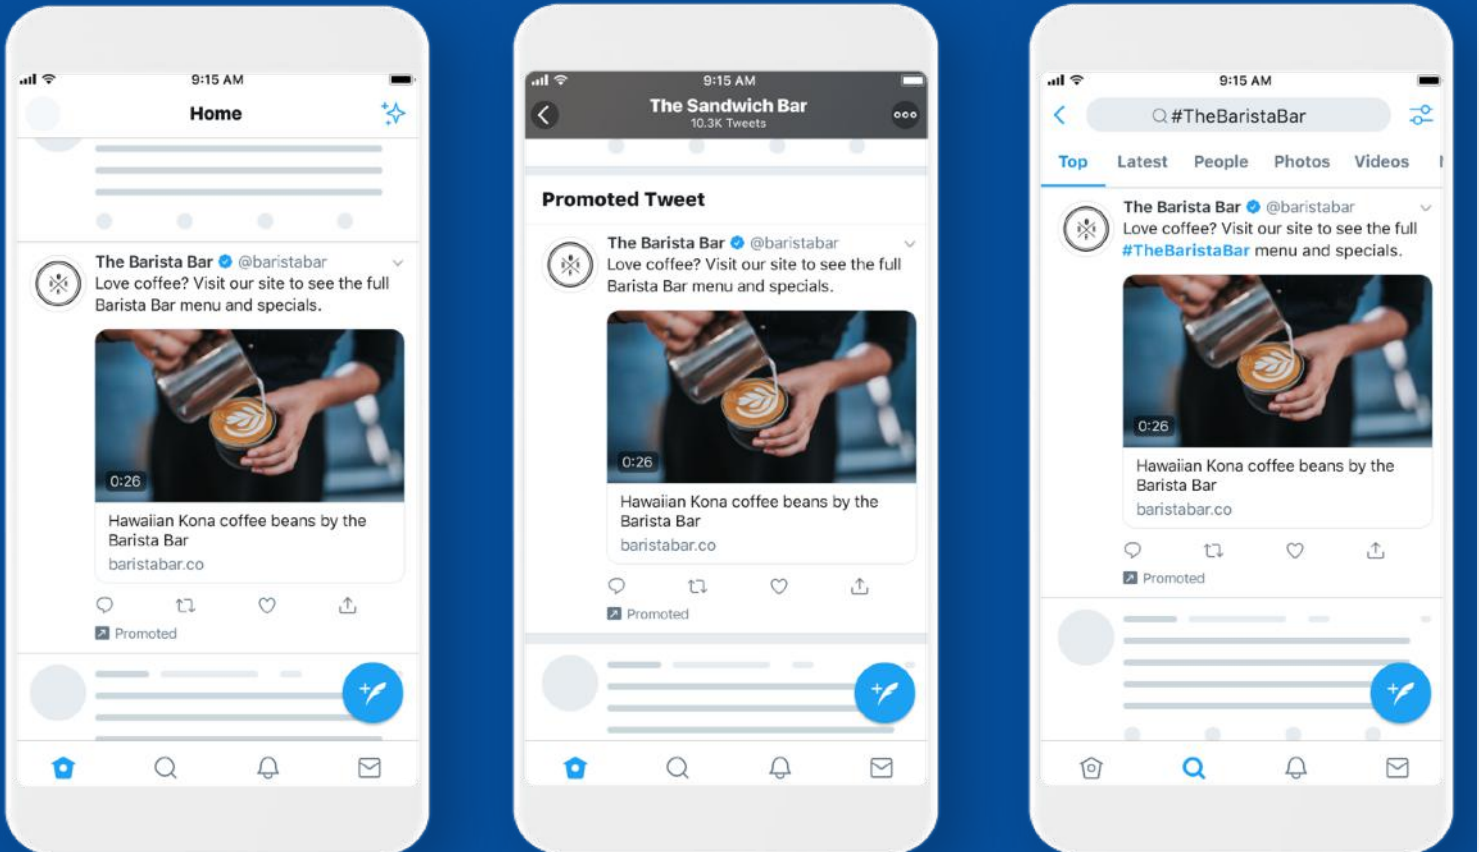 9:15 AM
Home
The Barista Bar @baristabar
Love coffee? Visit our site to see the full
Barista Bar menu and specials.
0:26
Hawaiian Kona coffee beans by the
Barista Bar
baristabar.co
Promoted
9:15 AM
The Sandwich Bar
10.3K Tweets
Promoted Tweet
The Barista Bar @baristabar
Love coffee? Visit our site to see the full
Barista Bar menu and specials.
0:26
Hawaiian Kona coffee beans by the
Barista Bar
baristabar.co
Promoted
9:15 AM
#TheBaristaBar
Top Latest People Photos Videos
The Barista Bar @baristabar
Love coffee? Visit our site to see the full
#TheBaristaBar menu and specials.
0:26
Hawaiian Kona coffee beans by the
Barista Bar
baristabar.co
Promoted